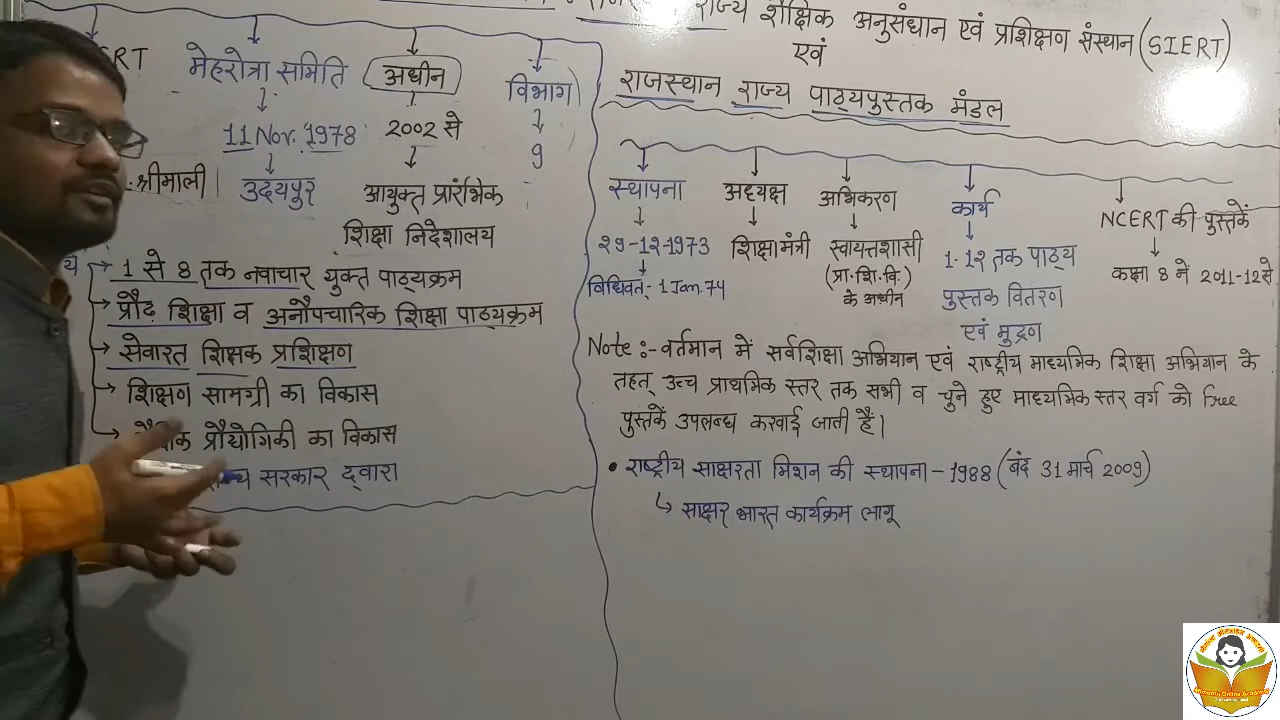 राज्य शैक्षिक अनुसंधान एवं प्रशिक्षण संस्थान (SIERT)
एवं
राजस्थान राज्य पाठ्यपुस्तक मंडल
ERT
मेहरोत्रा समिति
11 Nov. 1978
उदयपुर
अधीन
2002 से
आयुक्त प्रारंभिक
शिक्षा निदेशालय
विभाग
9
श्रीमाली
→ 1 से 8 तक नवाचार युक्त पाठ्यक्रम
→ प्रौढ़ शिक्षा व अनौपचारिक शिक्षा पाठ्यक्रम
→ सेवारत शिक्षक प्रशिक्षण
→ शिक्षण सामग्री का विकास
प्रौद्योगिकी का विकास
सरकार द्वारा
स्थापना
29-12-1973
विधिवत्- 1 Jan. 74
अध्यक्ष
शिक्षामंत्री
अभिकरण
स्वायत्तशासी
(प्रा. शि. वि.)
के अधीन
कार्य
1-12 तक पाठ्य
पुस्तक वितरण
एवं मुद्रण
NCERT की पुस्तकें
कक्षा 8 में 2011-12 से
Note :- वर्तमान में सर्वशिक्षा अभियान एवं राष्ट्रीय माध्यमिक शिक्षा अभियान के
तहत् उच्च प्राथमिक स्तर तक सभी व चुने हुए माध्यमिक स्तर वर्ग को Free
पुस्तकें उपलब्ध करवाई जाती हैं।
• राष्ट्रीय साक्षरता मिशन की स्थापना - 1988 (बंद 31 मार्च 2009)
↳ साक्षर भारत कार्यक्रम लागू